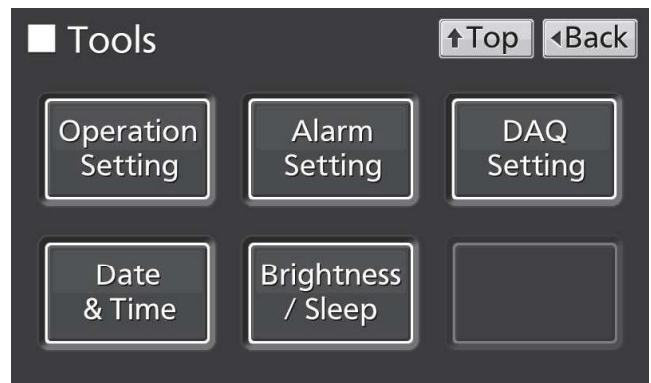 Tools
↑Top
◂Back
Operation
Setting
Alarm
Setting
DAQ
Setting
Date
& Time
Brightness
/ Sleep